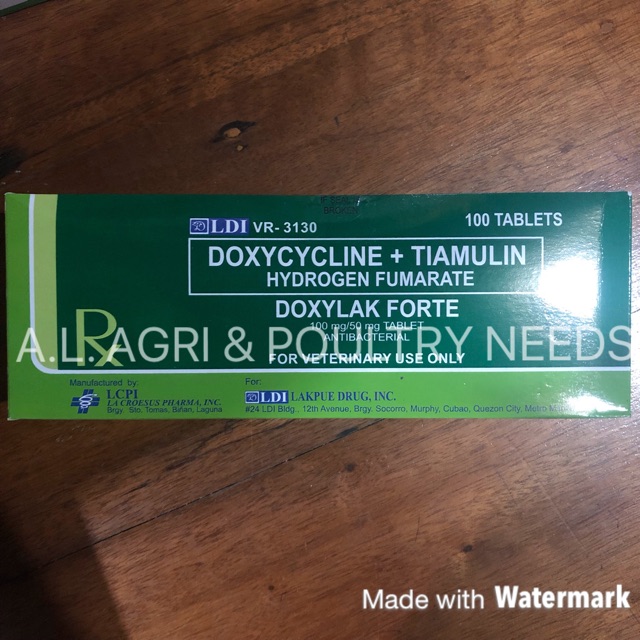 BROKEN
LDI VR- 3130
100 TABLETS
DOXYCYCLINE + TIAMULIN
HYDROGEN FUMARATE
DOXYLAK FORTE
100 mg/50 mg TABLET
ANTIBACTERIAL
Rx
A.L. AGRI & POULTRY NEEDS
FOR VETERINARY USE ONLY
Manufactured by:
LCPI
LA CROESUS PHARMA, INC.
Brgy. Sto. Tomas, Biñan, Laguna
For:
LDI LAKPUE DRUG, INC.
#24 LDI Bldg., 12th Avenue, Brgy. Socorro, Murphy, Cubao, Quezon City, Metro
Made with Watermark